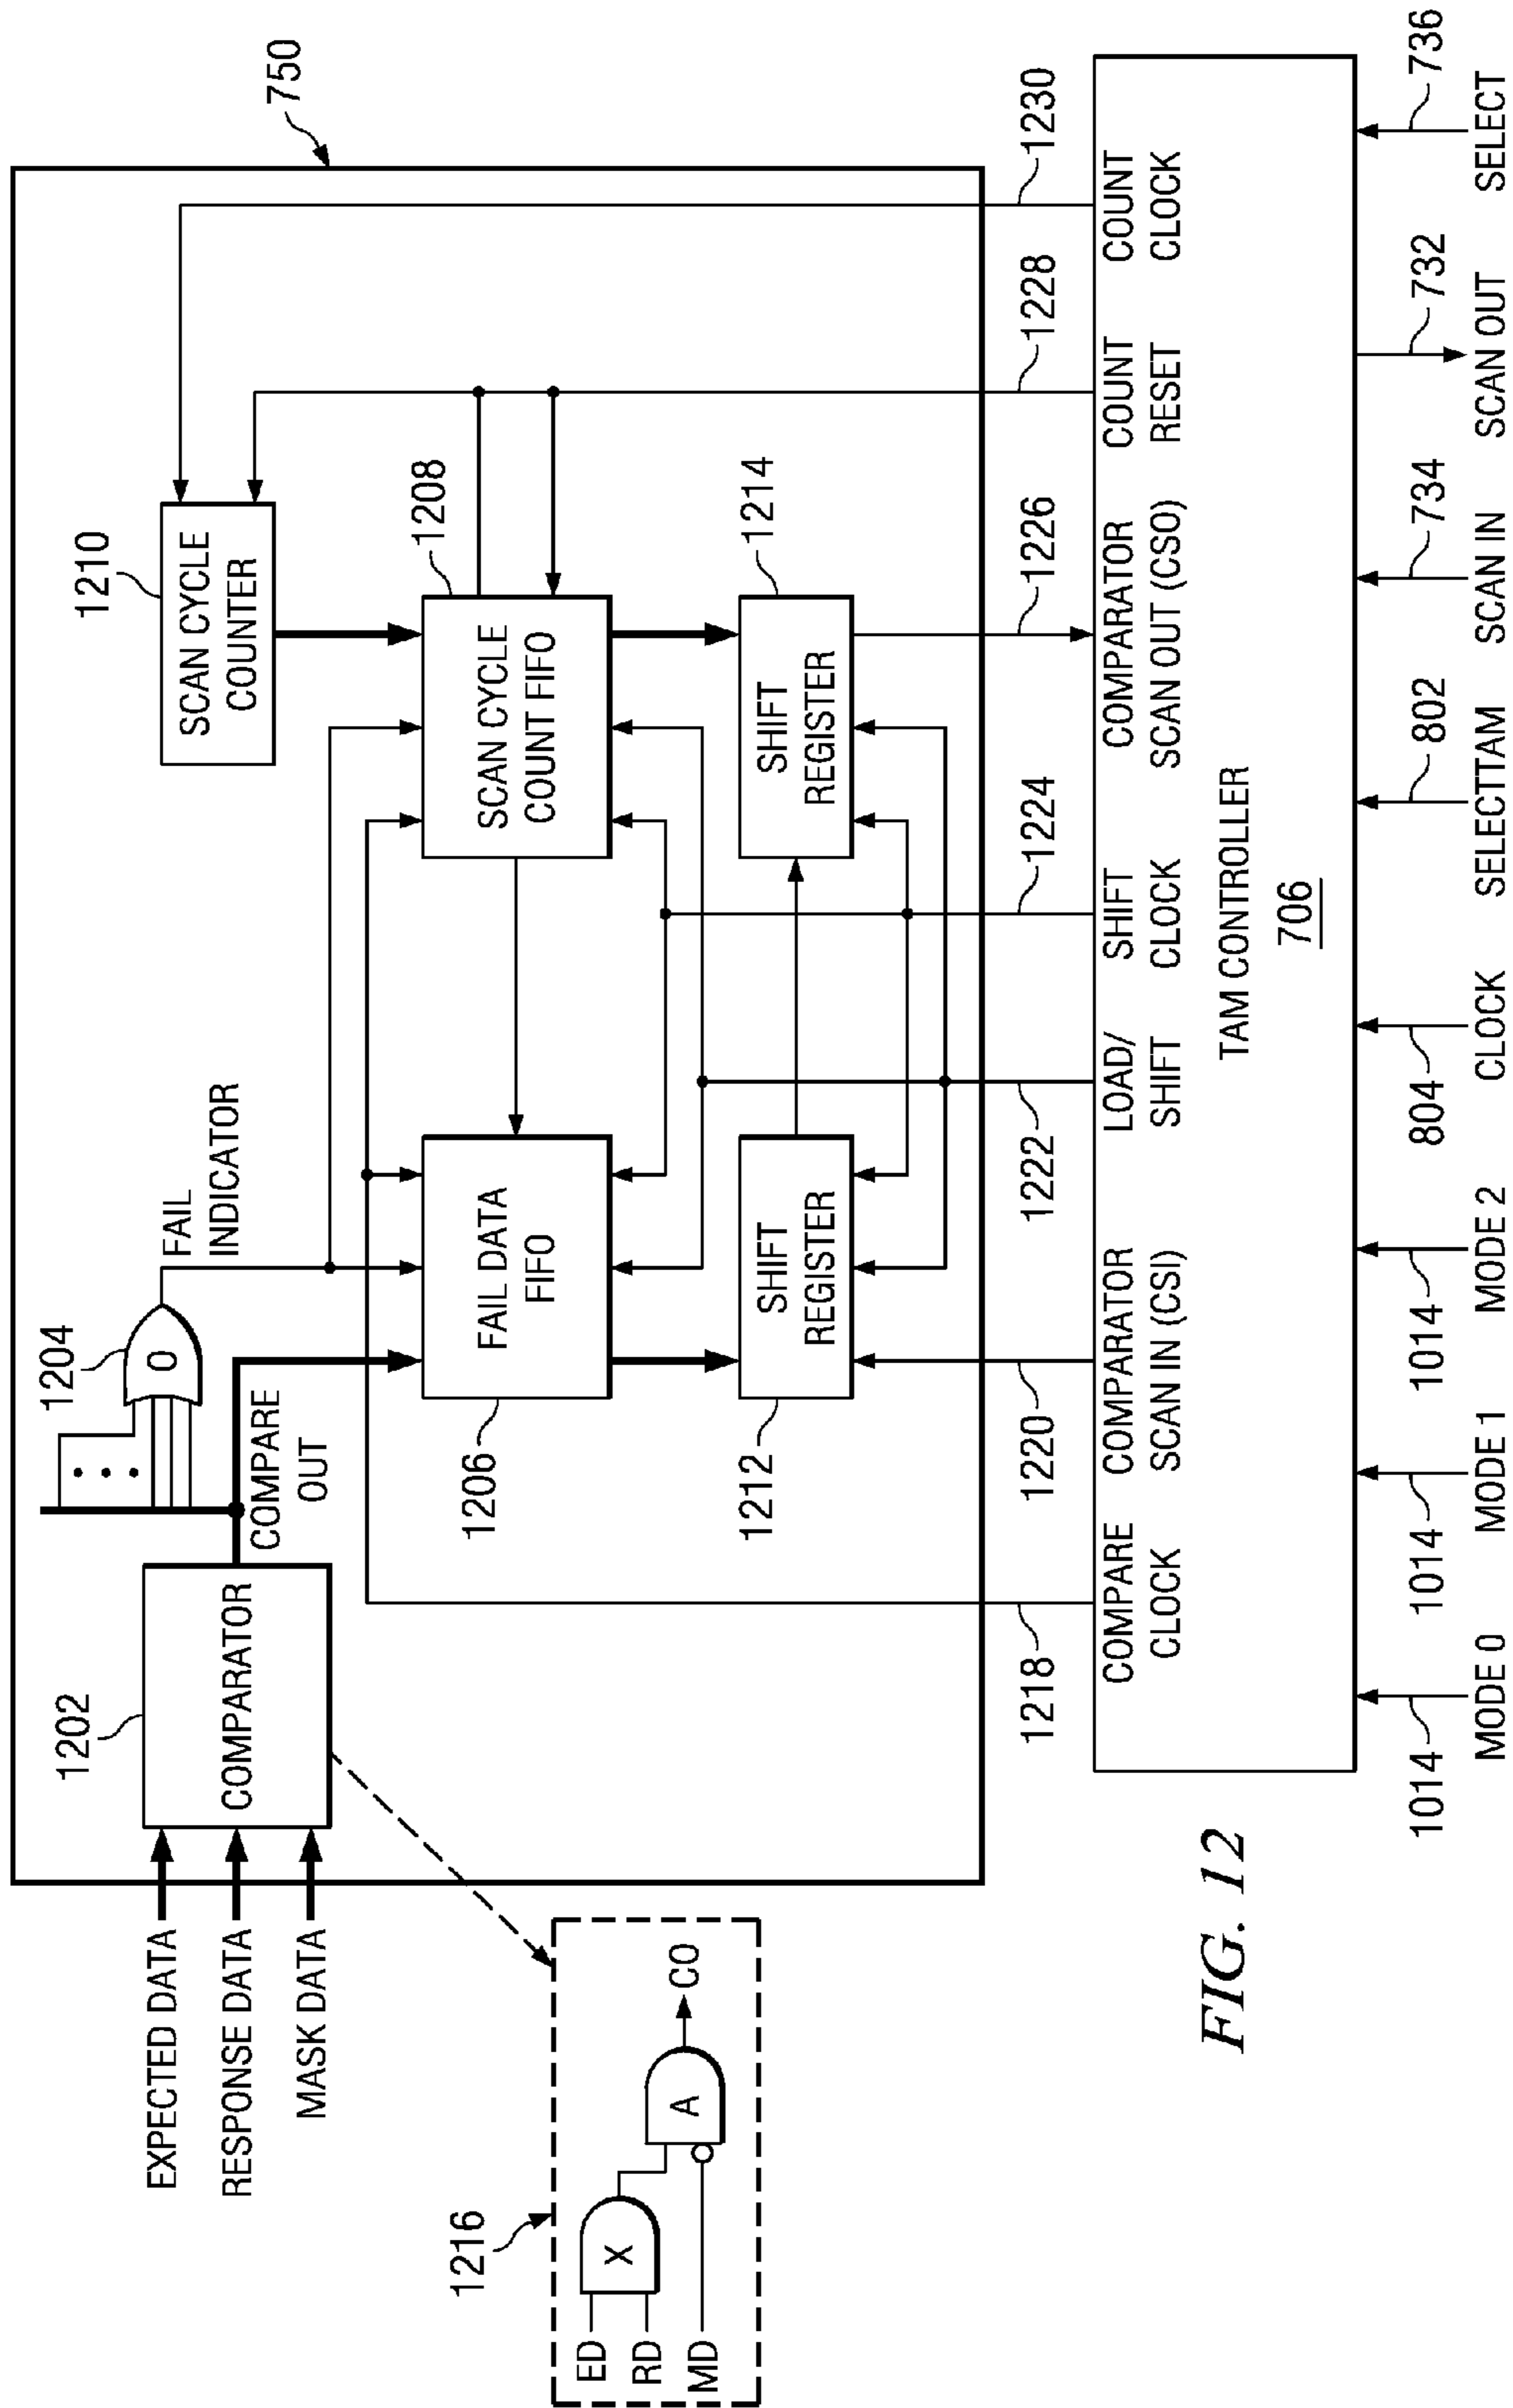 750
1210
SCAN CYCLE
COUNTER
1204
O
FAIL
INDICATOR
1202
COMPARATOR
COMPARE
OUT
EXPECTED DATA
RESPONSE DATA
MASK DATA
1206
FAIL DATA
FIFO
1208
SCAN CYCLE
COUNT FIFO
1212
SHIFT
REGISTER
1214
SHIFT
REGISTER
1216
ED
RD
MD
X
A
CO
1218
1220
1222
1224
1226
1228
1230
COMPARE
CLOCK
COMPARATOR
SCAN IN (CSI)
LOAD/
SHIFT
SHIFT
CLOCK
COMPARATOR
SCAN OUT (CSO)
COUNT
RESET
COUNT
CLOCK
TAM CONTROLLER
706
1014
1014
1014
804
802
734
732
736
MODE 0
MODE 1
MODE 2
CLOCK
SELECTTAM
SCAN IN
SCAN OUT
SELECT
FIG. 12